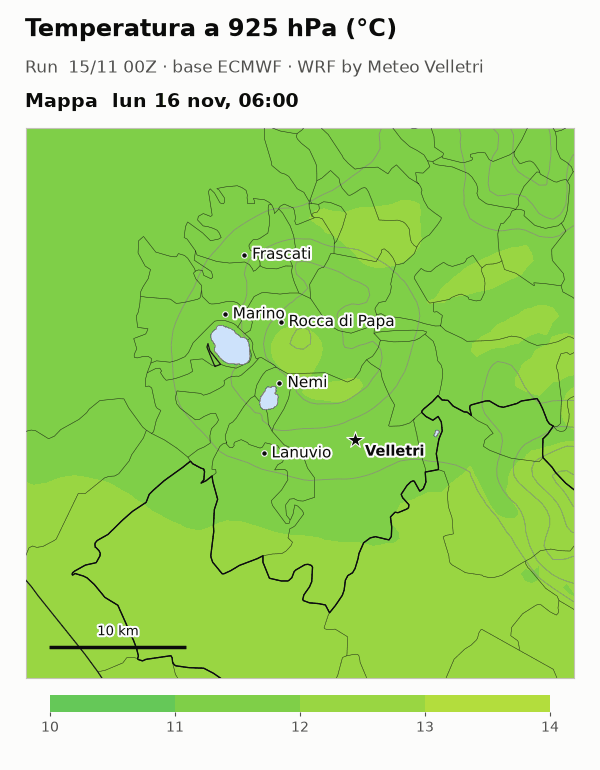 Temperatura a 925 hPa (°C)
Run  15/11 00Z · base ECMWF · WRF by Meteo Velletri
Mappa  lun 16 nov, 06:00
Frascati
Marino
Rocca di Papa
Nemi
Velletri
Lanuvio
10 km
10 11 12 13 14